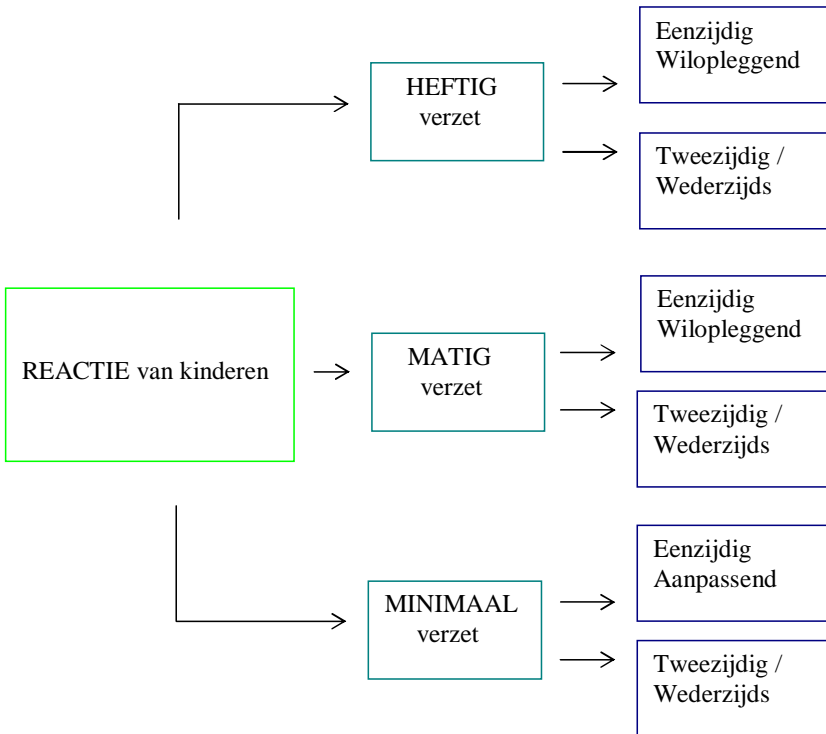 Eenzijdig
Wilopleggend
HEFTIG
verzet
Tweezijdig /
Wederzijds
Eenzijdig
Wilopleggend
REACTIE van kinderen
MATIG
verzet
Tweezijdig /
Wederzijds
Eenzijdig
Aanpassend
MINIMAAL
verzet
Tweezijdig /
Wederzijds